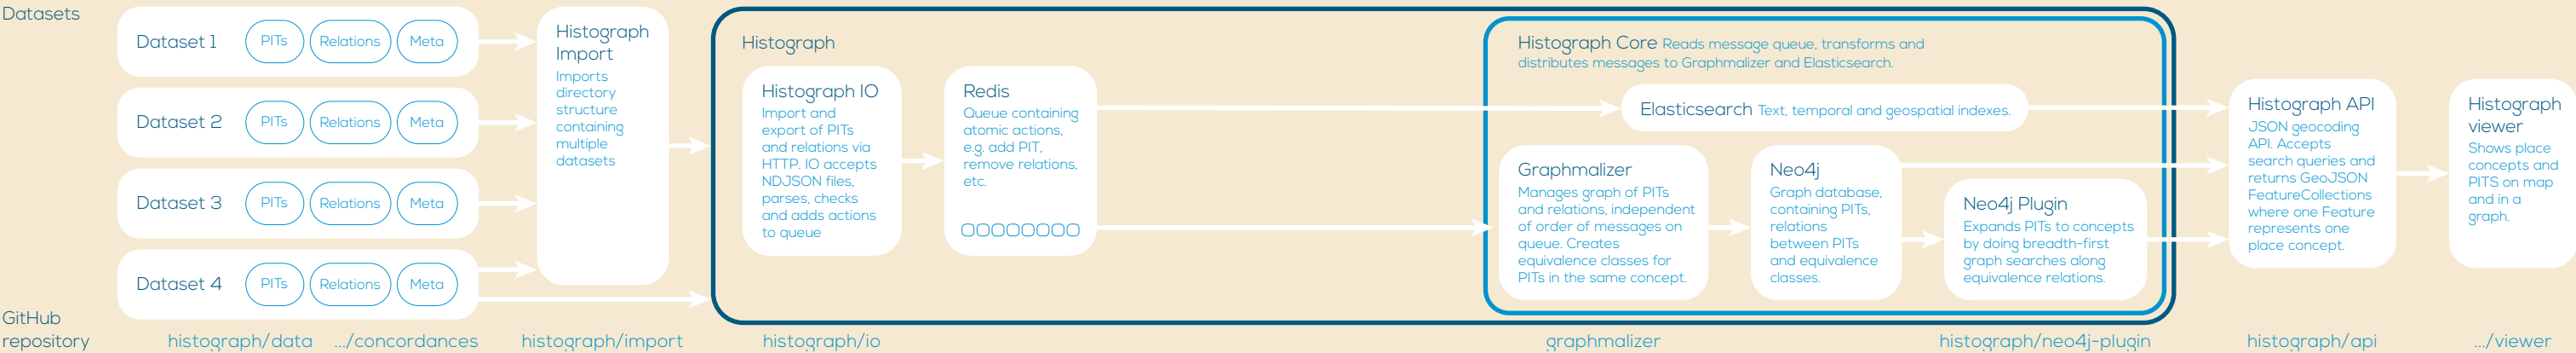 Datasets
Dataset 1 PITs Relations Meta
Dataset 2 PITs Relations Meta
Dataset 3 PITs Relations Meta
Dataset 4 PITs Relations Meta
Histograph
Import
Imports
directory
structure
containing
multiple
datasets
Histograph
Histograph IO
Import and
export of PITs
and relations via
HTTP. IO accepts
NDJSON files,
parses, checks
and adds actions
to queue
Redis
Queue containing
atomic actions,
e.g. add PIT,
remove relations,
etc.
Histograph Core Reads message queue, transforms and
distributes messages to Graphmalizer and Elasticsearch.
Elasticsearch Text, temporal and geospatial indexes.
Graphmalizer
Manages graph of PITs
and relations, independent
of order of messages on
queue. Creates
equivalence classes for
PITs in the same concept.
Neo4j
Graph database,
containing PITs,
relations
between PITs
and equivalence
classes.
Neo4j Plugin
Expands PITs to concepts
by doing breadth-first
graph searches along
equivalence relations.
Histograph API
JSON geocoding
API. Accepts
search queries and
returns GeoJSON
FeatureCollections
where one Feature
represents one
place concept.
Histograph
viewer
Shows place
concepts and
PITS on map
and in a
graph.
GitHub
repository
histograph/data .../concordances histograph/import histograph/io graphmalizer histograph/neo4j-plugin histograph/api .../viewer